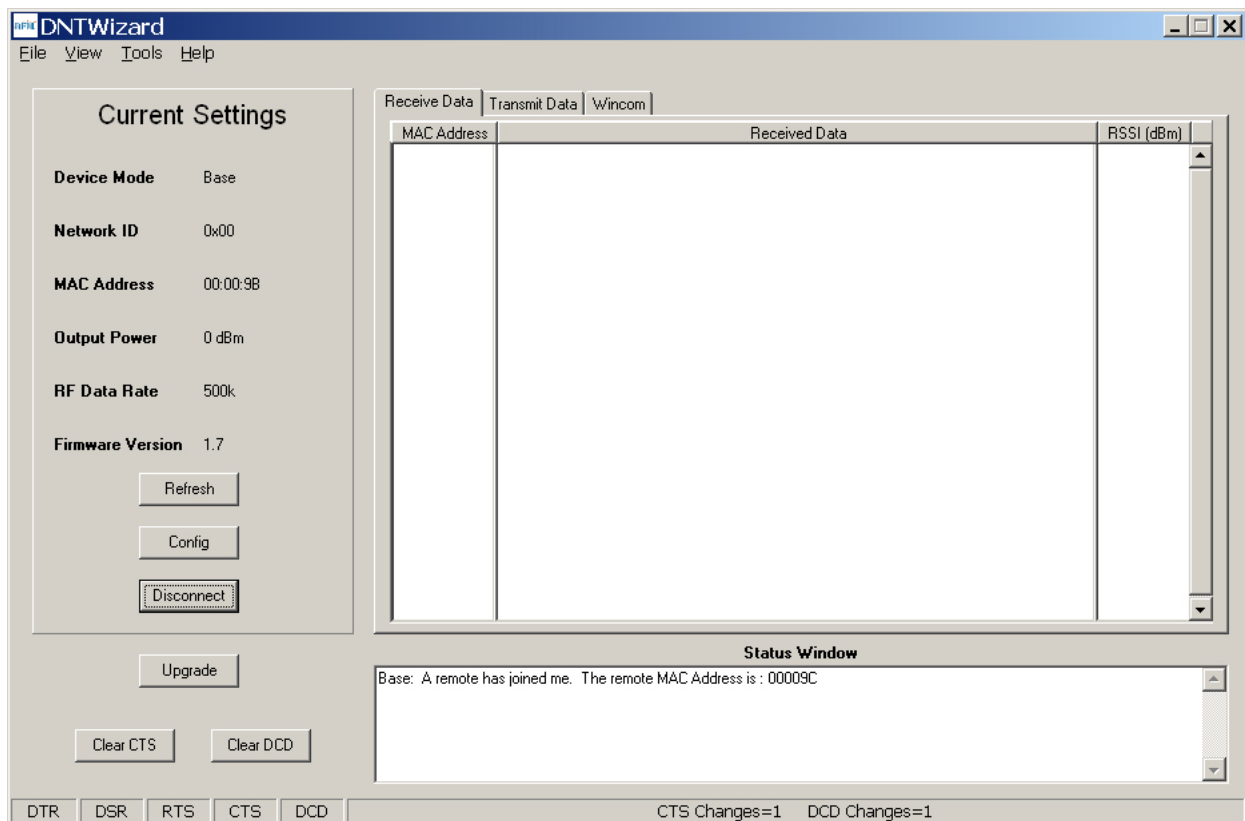 RFM DNTWizard
File View Tools Help
Current Settings
Device Mode Base
Network ID 0x00
MAC Address 00:00:9B
Output Power 0 dBm
RF Data Rate 500k
Firmware Version 1.7
Refresh
Config
Disconnect
Upgrade
Clear CTS Clear DCD
Receive Data Transmit Data Wincom
MAC Address Received Data RSSI (dBm)
Status Window
Base: A remote has joined me. The remote MAC Address is : 00009C
DTR DSR RTS CTS DCD CTS Changes=1 DCD Changes=1